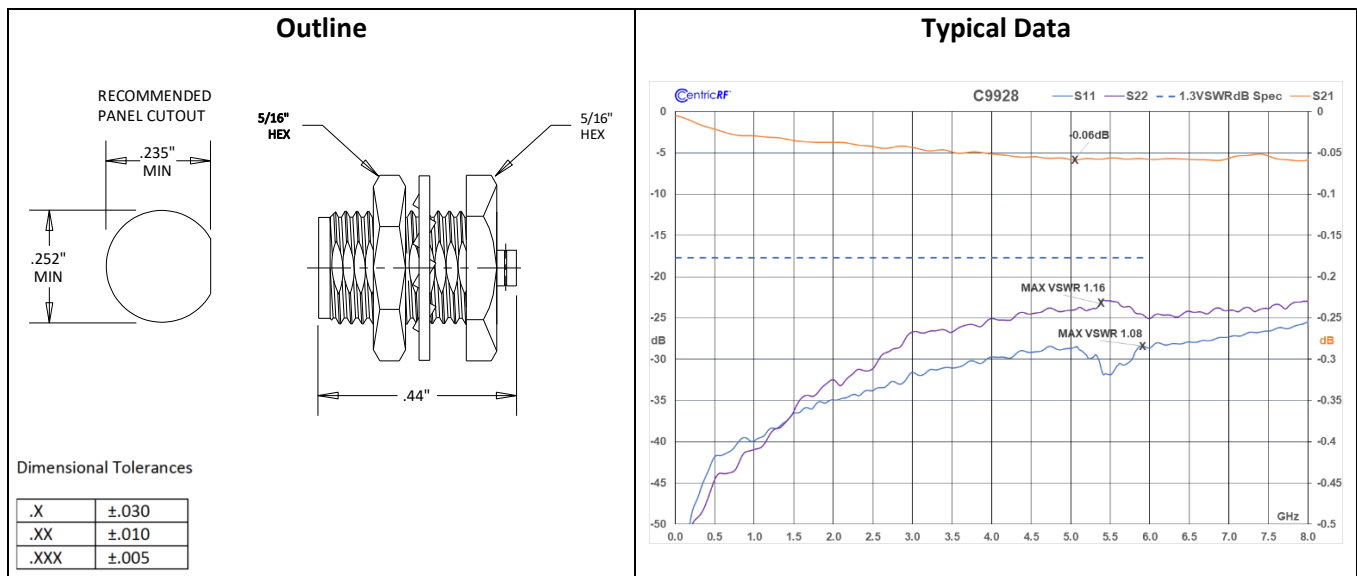 Outline
RECOMMENDED
PANEL CUTOUT
.235"
MIN
.252"
MIN
5/16"
HEX
5/16"
HEX
.44"
Dimensional Tolerances
.X ±.030
.XX ±.010
.XXX ±.005
Typical Data
CentricRF™
C9928
S11
S22
1.3VSWRdB Spec
S21
0
-5
-10
-15
-20
-25
dB
-30
-35
-40
-45
-50
-0.06dB
MAX VSWR 1.16
MAX VSWR 1.08
0
-0.05
-0.1
-0.15
-0.2
-0.25
dB
-0.3
-0.35
-0.4
-0.45
-0.5
GHz
0.0 0.5 1.0 1.5 2.0 2.5 3.0 3.5 4.0 4.5 5.0 5.5 6.0 6.5 7.0 7.5 8.0